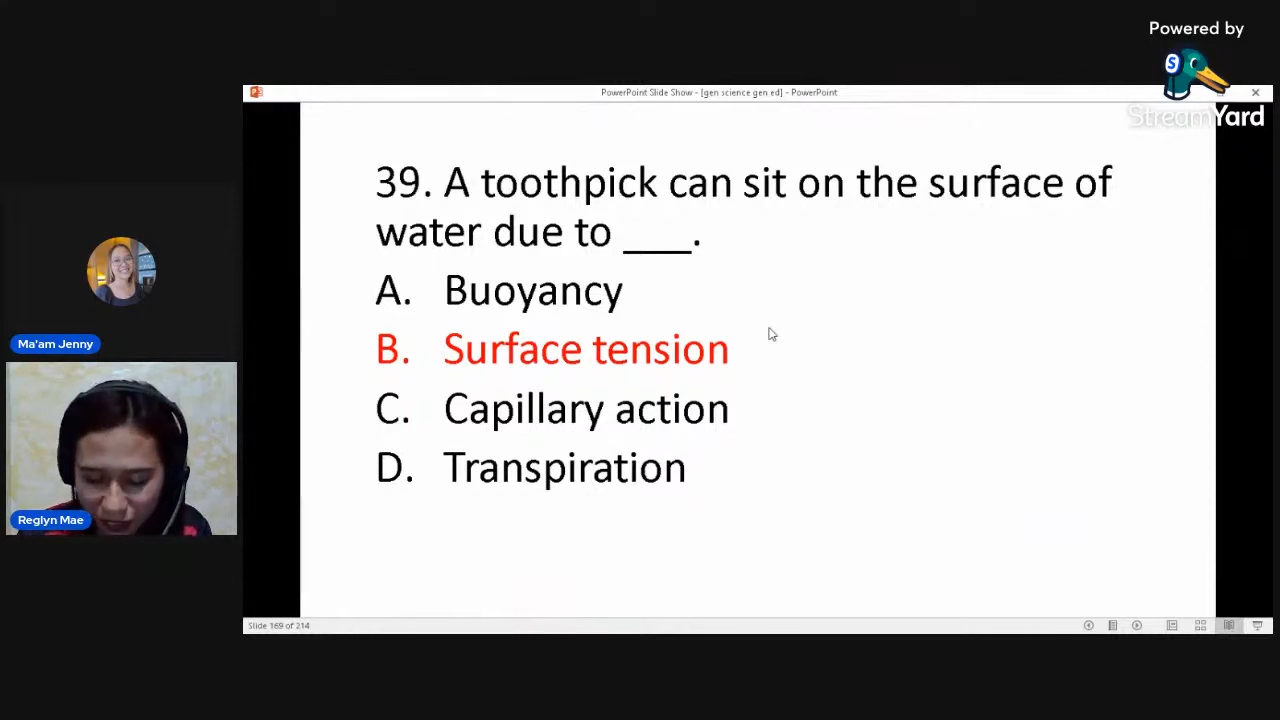 Powered by
StreamYard
PowerPoint Slide Show - [gen science gen ed] - PowerPoint
39. A toothpick can sit on the surface of
water due to ___.
A. Buoyancy
B. Surface tension
C. Capillary action
D. Transpiration
Ma'am Jenny
Reglyn Mae
Slide 169 of 214